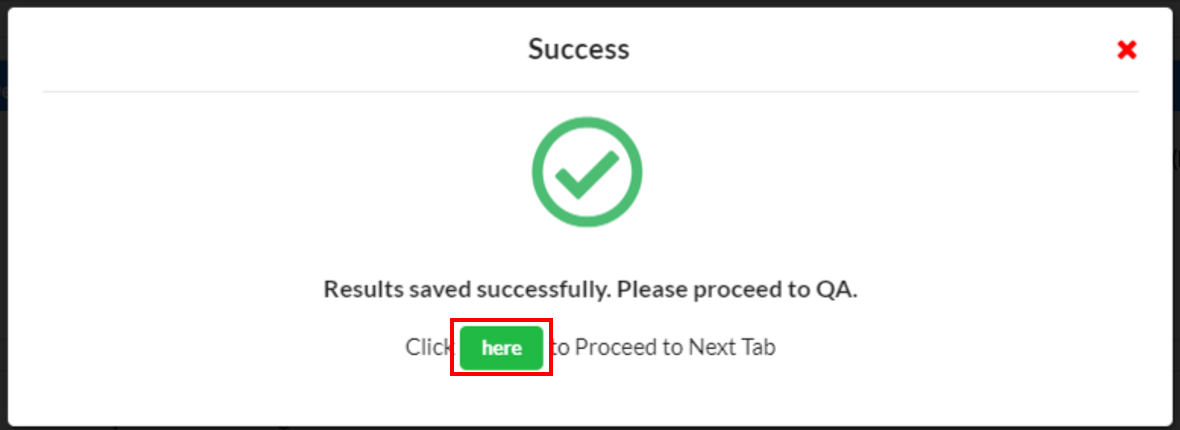 Success
Results saved successfully. Please proceed to QA.
Click here to Proceed to Next Tab